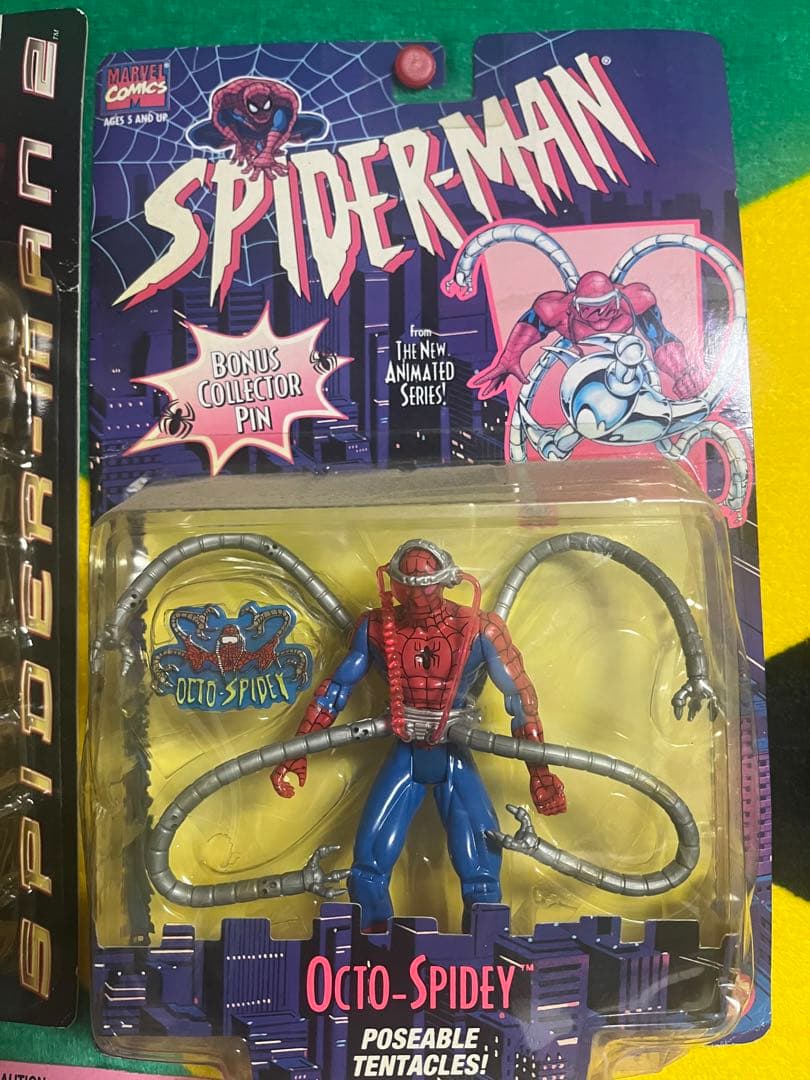 SPIDER-MAN 2™
MARVEL
COMICS
AGES 5 AND UP
SPIDER-MAN®
BONUS
COLLECTOR
PIN
from
THE NEW
ANIMATED
SERIES!
OCTO-SPIDEY
OCTO-SPIDEY™
POSEABLE
TENTACLES!